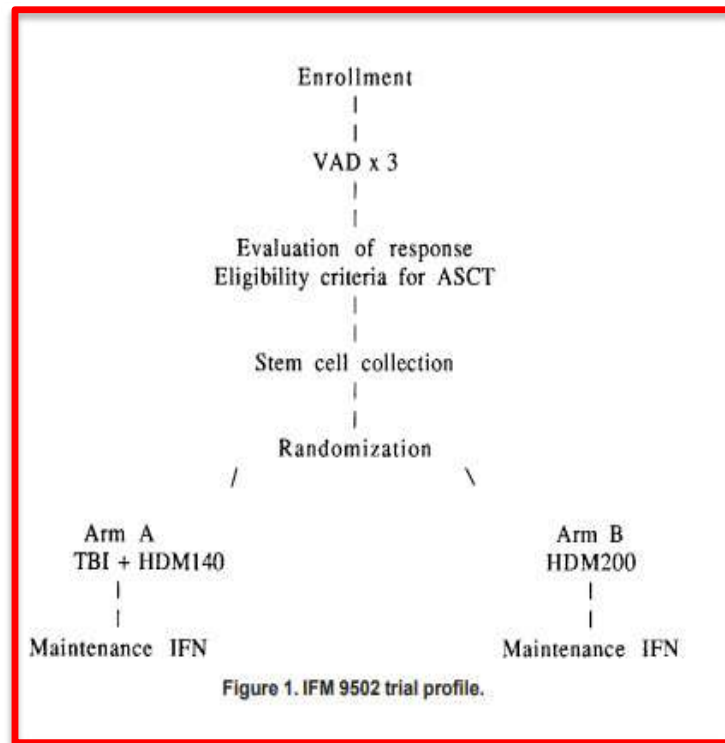 Enrollment
VAD x 3
Evaluation of response
Eligibility criteria for ASCT
Stem cell collection
Randomization
Arm A
TBI + HDM140
Maintenance IFN
Arm B
HDM200
Maintenance IFN
Figure 1. IFM 9502 trial profile.